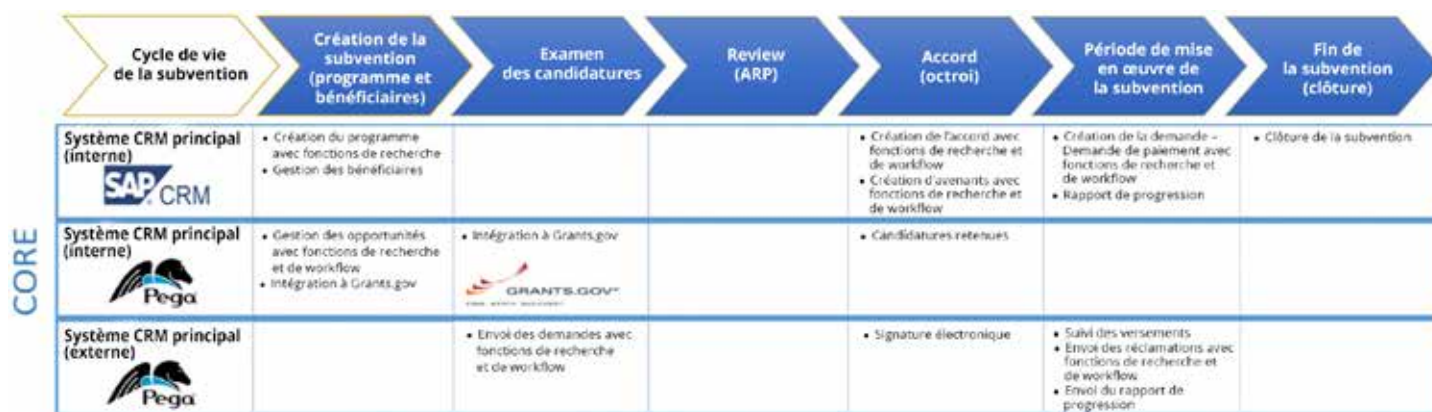 Cycle de vie
de la subvention
Création de la
subvention
(programme et
bénéficiaires)
Examen
des candidatures
Review
(ARP)
Accord
(octroi)
Période de mise
en œuvre de
la subvention
Fin de
la subvention
(clôture)
CORE
Système CRM principal
(interne)
SAP CRM
• Création du programme
avec fonctions de recherche
• Gestion des bénéficiaires
• Création de l'accord avec
fonctions de recherche et
de workflow
• Création d'avenants avec
fonctions de recherche et
de workflow
• Création de la demande –
Demande de paiement avec
fonctions de recherche et
de workflow
• Rapport de progression
• Clôture de la subvention
Système CRM principal
(interne)
Pega
• Gestion des opportunités
avec fonctions de recherche
et de workflow
• Intégration à Grants.gov
• Intégration à Grants.gov
GRANTS.GOV
• Candidatures retenues
Système CRM principal
(externe)
Pega
• Envoi des demandes avec
fonctions de recherche
et de workflow
• Signature électronique
• Suivi des versements
• Envoi des réclamations avec
fonctions de recherche et
de workflow
• Envoi du rapport de
progression